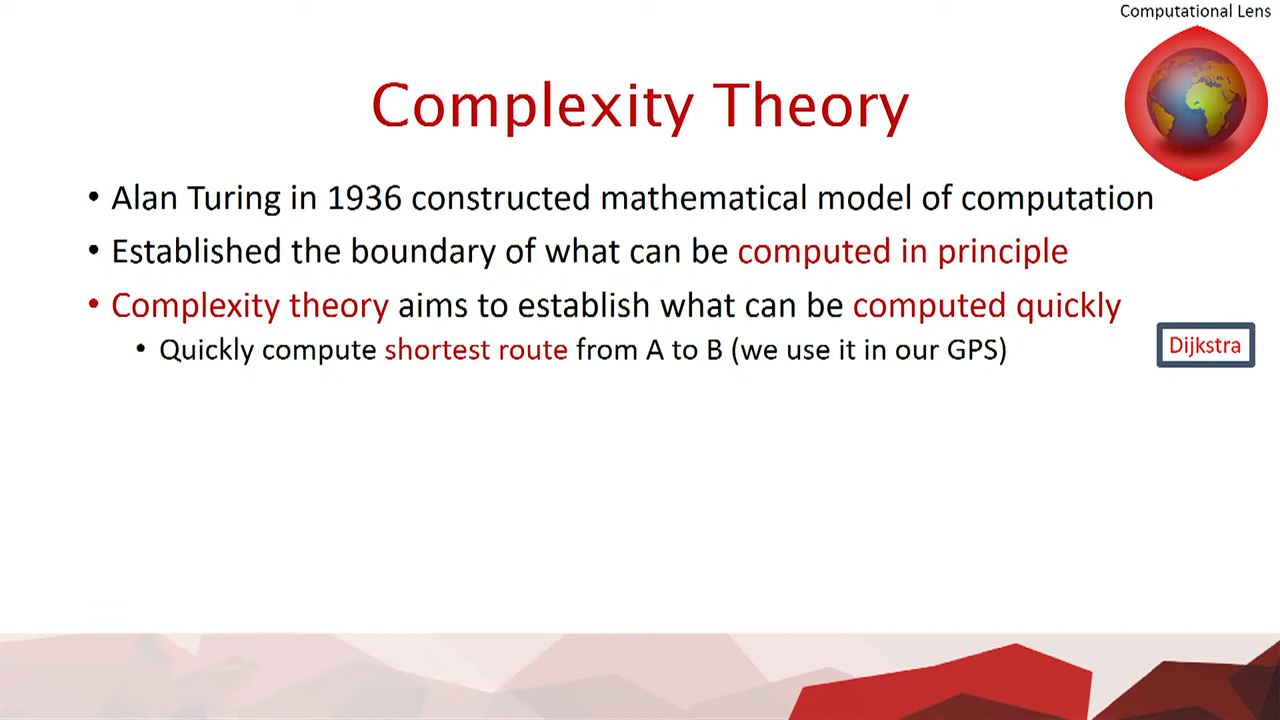 Computational Lens
Complexity Theory
• Alan Turing in 1936 constructed mathematical model of computation
• Established the boundary of what can be computed in principle
• Complexity theory aims to establish what can be computed quickly
• Quickly compute shortest route from A to B (we use it in our GPS)
Dijkstra